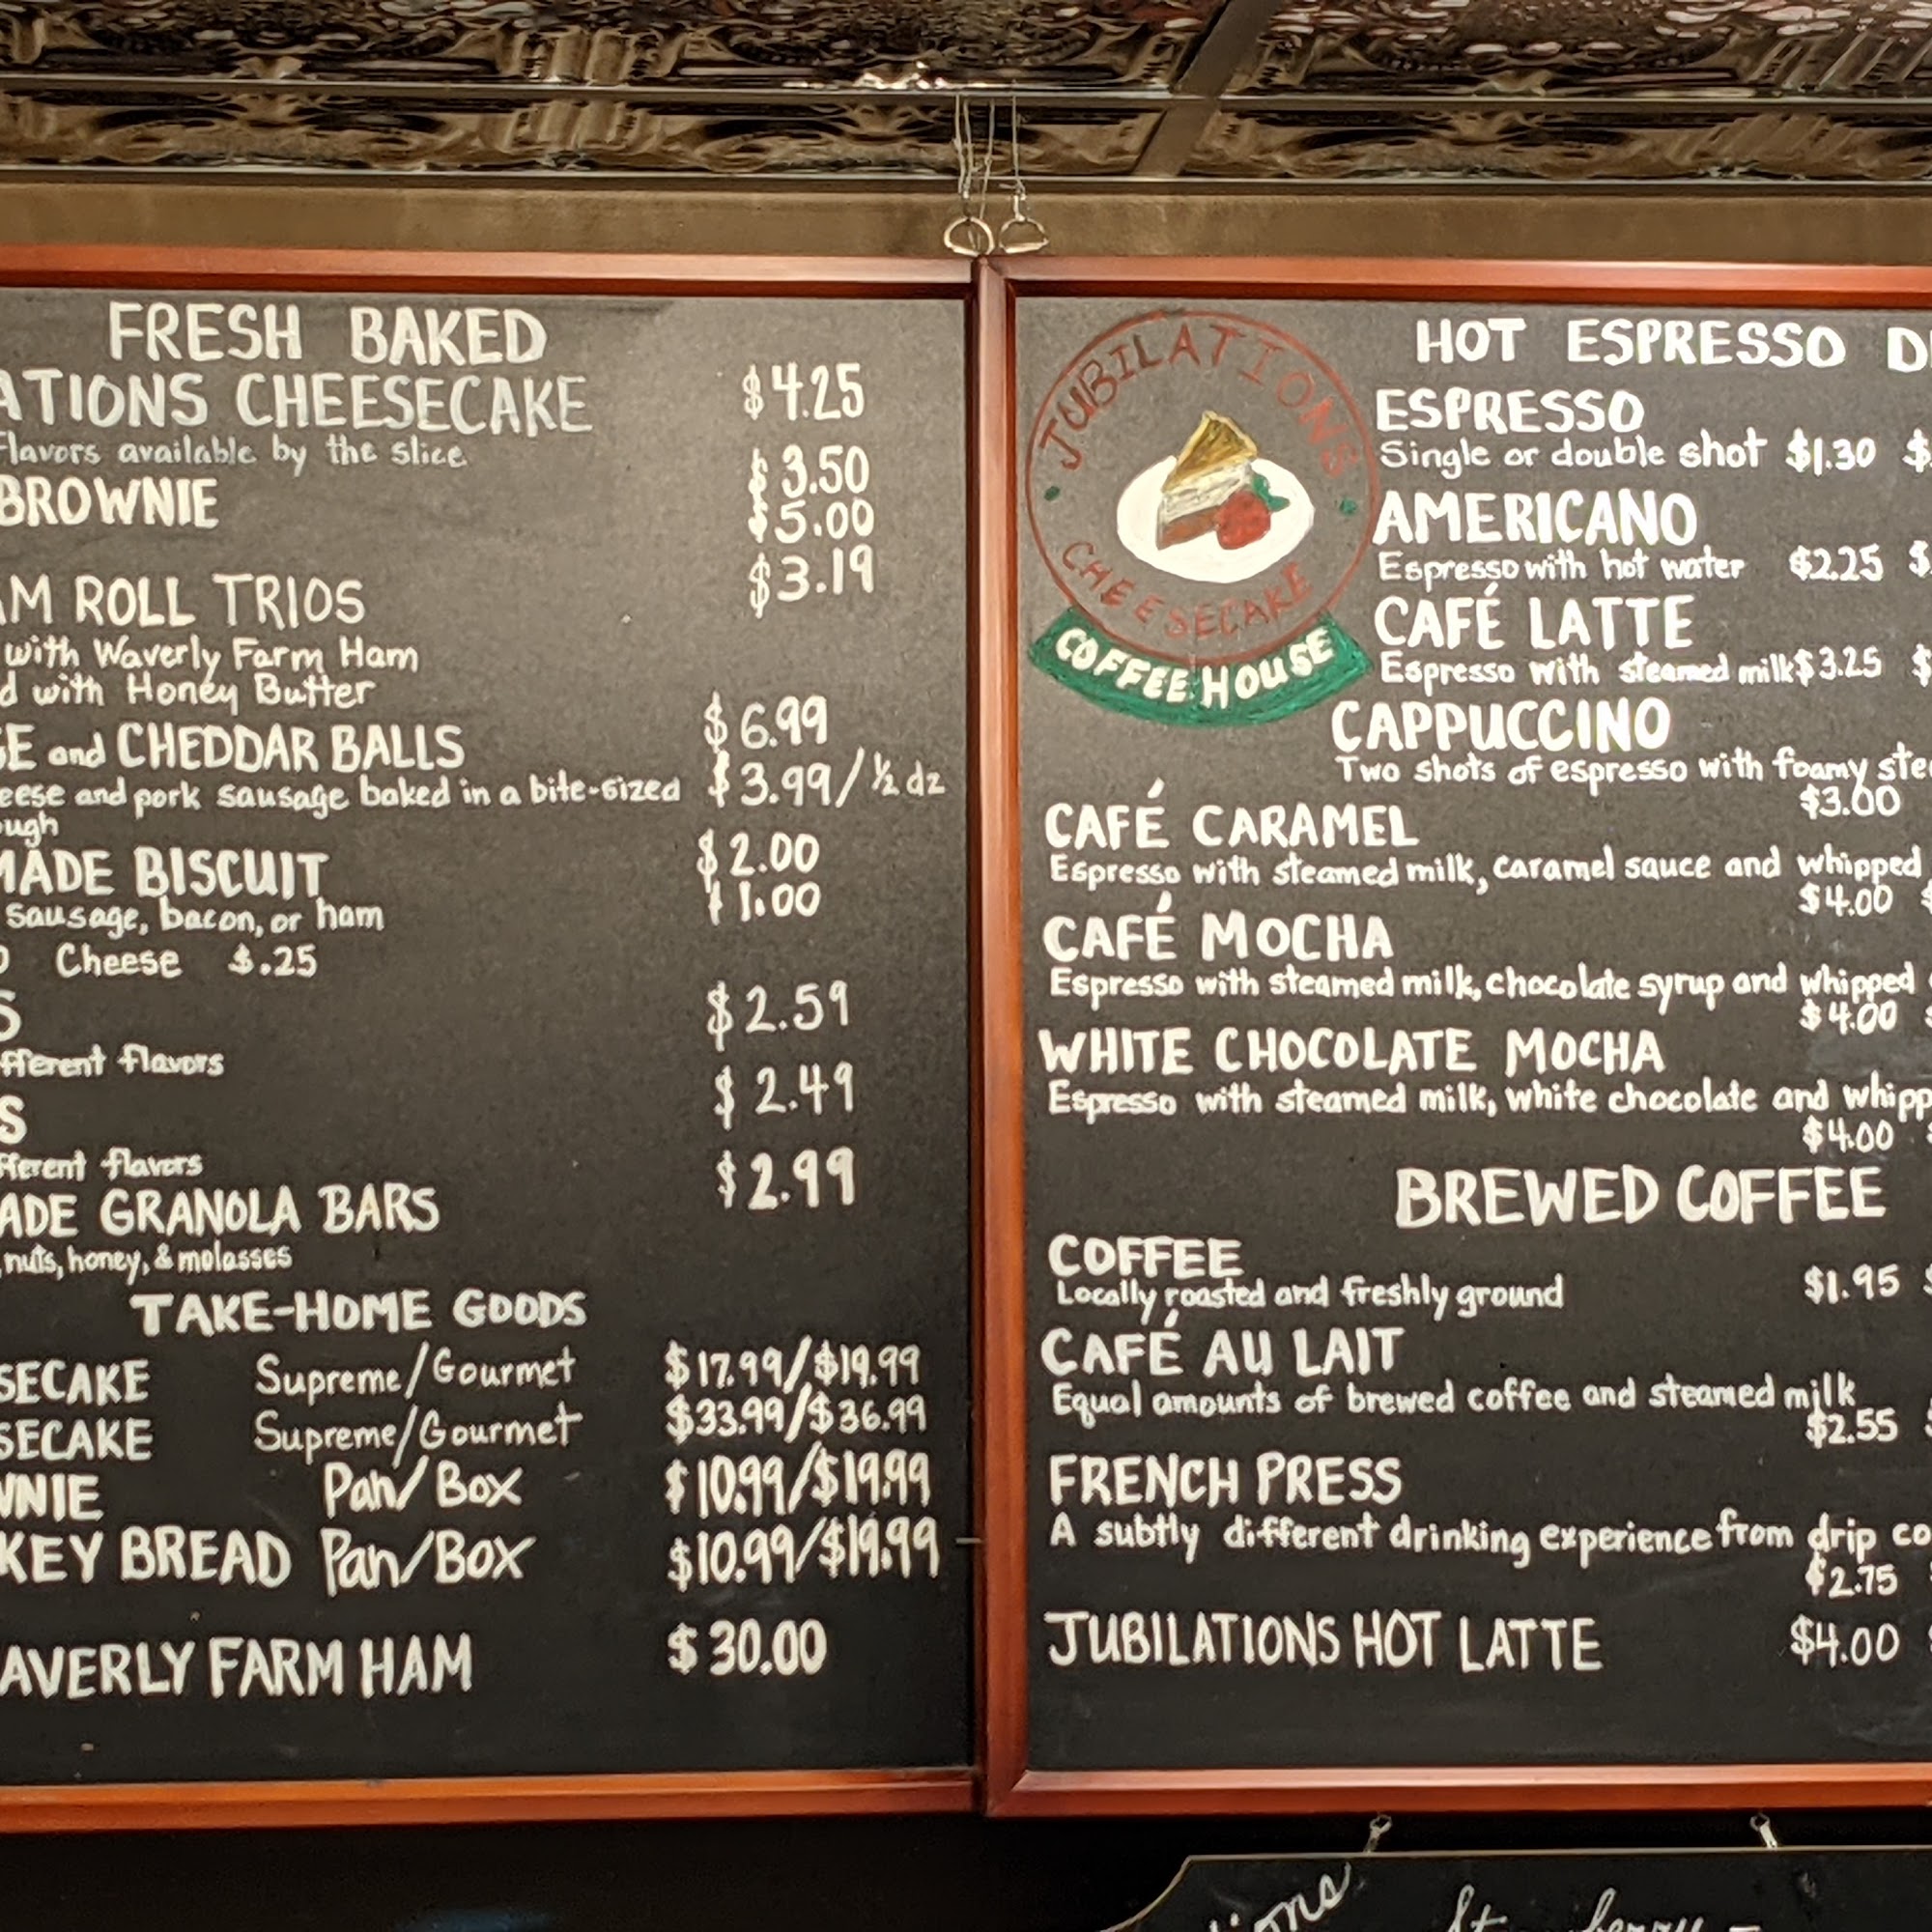 FRESH BAKED
ATIONS CHEESECAKE $4.25
Flavors available by the slice
$3.50
BROWNIE $5.00
$3.19
AM ROLL TRIOS
with Waverly Farm Ham
d with Honey Butter
$6.99
GE and CHEDDAR BALLS
eese and pork sausage baked in a bite-sized $3.99/½ dz
ough
MADE BISCUIT $2.00
$1.00
sausage, bacon, or ham
Cheese $.25
S $2.59
fferent flavors
S $2.49
fferent flavors
ADE GRANOLA BARS $2.99
nuts, honey, & molasses
TAKE-HOME GOODS
SECAKE Supreme/Gourmet $17.99/$19.99
SECAKE Supreme/Gourmet $33.99/$36.99
WNIE Pan/Box $10.99/$19.99
KEY BREAD Pan/Box $10.99/$19.99
AVERLY FARM HAM $30.00
JUBILATIONS
CHEESECAKE
COFFEE HOUSE
HOT ESPRESSO D
ESPRESSO
Single or double shot $1.30 $
AMERICANO
Espresso with hot water $2.25 $
CAFÉ LATTE
Espresso with steamed milk $3.25 $
CAPPUCCINO
Two shots of espresso with foamy ste
$3.00
CAFÉ CARAMEL
Espresso with steamed milk, caramel sauce and whipped
$4.00
CAFÉ MOCHA
Espresso with steamed milk, chocolate syrup and whipped
$4.00
WHITE CHOCOLATE MOCHA
Espresso with steamed milk, white chocolate and whipp
$4.00
BREWED COFFEE
COFFEE
Locally roasted and freshly ground $1.95
CAFÉ AU LAIT
Equal amounts of brewed coffee and steamed milk
$2.55
FRENCH PRESS
A subtly different drinking experience from drip co
$2.75
JUBILATIONS HOT LATTE $4.00